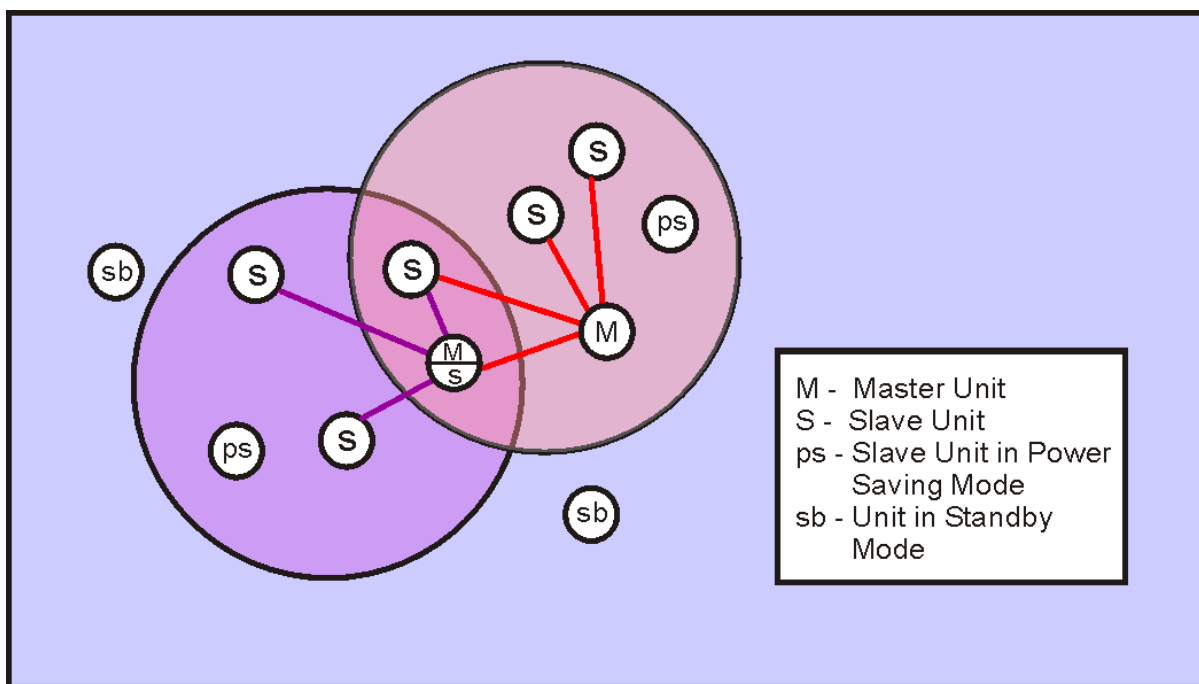 S
S
ps
S
S
sb
M
M
S
S
ps
sb
M - Master Unit
S - Slave Unit
ps - Slave Unit in Power
Saving Mode
sb - Unit in Standby
Mode